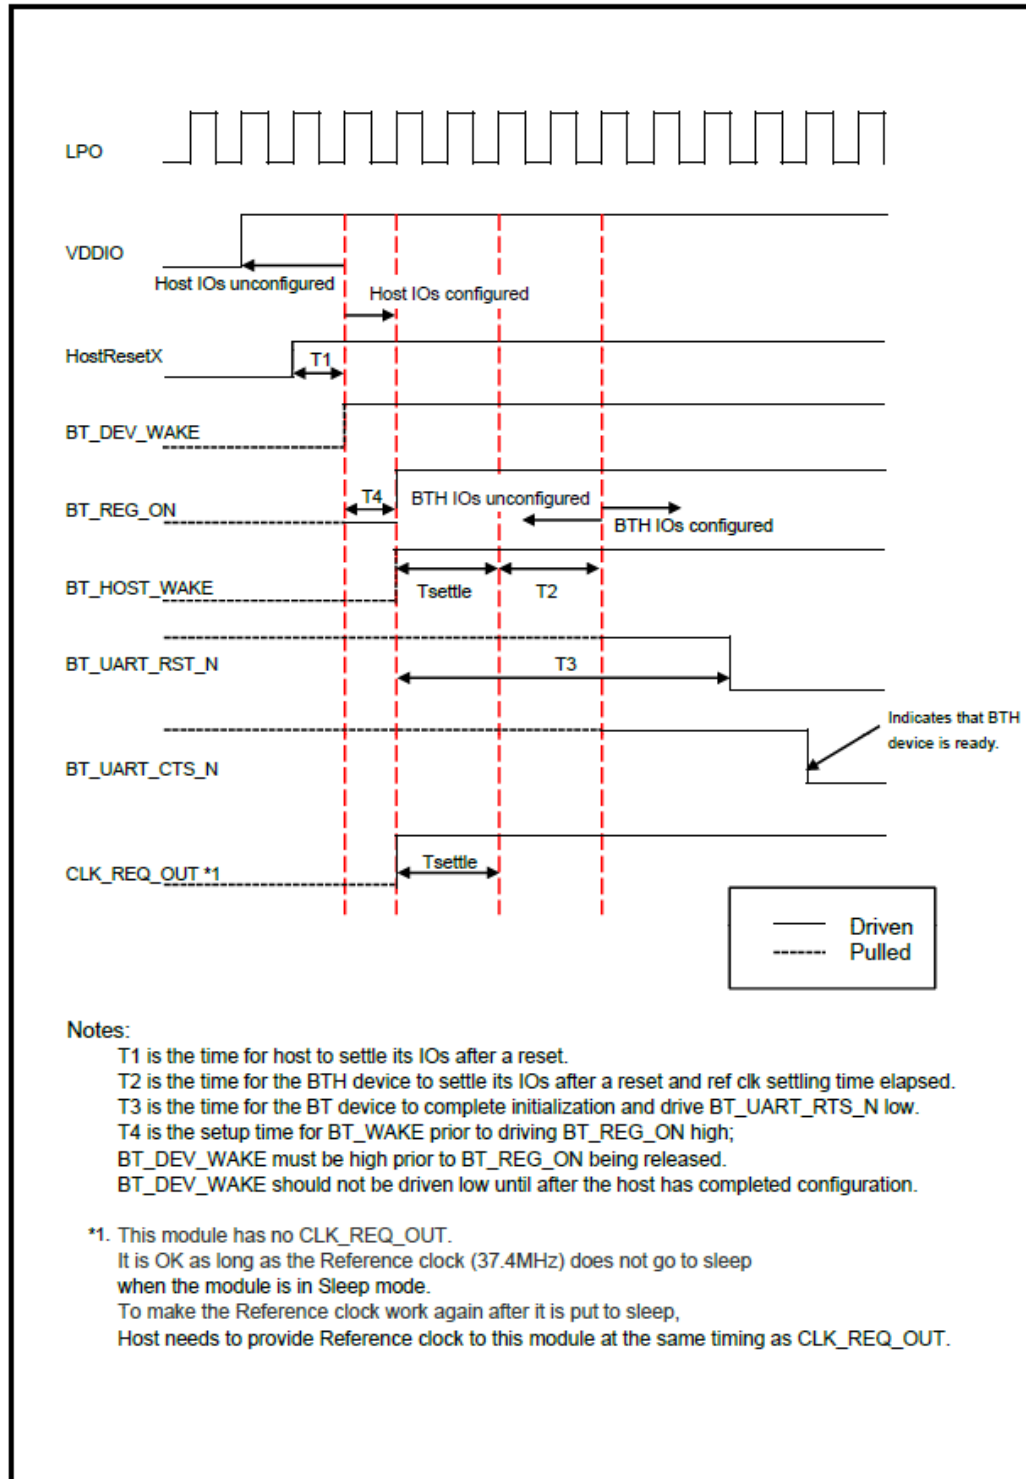 LPO
VDDIO
Host IOs unconfigured
Host IOs configured
HostResetX
T1
BT_DEV_WAKE
T4
BTH IOs unconfigured
BT_REG_ON
BTH IOs configured
BT_HOST_WAKE
Tsettle
T2
BT_UART_RST_N
T3
Indicates that BTH
device is ready.
BT_UART_CTS_N
Tsettle
CLK_REQ_OUT *1
Driven
Pulled
Notes:
T1 is the time for host to settle its IOs after a reset.
T2 is the time for the BTH device to settle its IOs after a reset and ref clk settling time elapsed.
T3 is the time for the BT device to complete initialization and drive BT_UART_RTS_N low.
T4 is the setup time for BT_WAKE prior to driving BT_REG_ON high;
BT_DEV_WAKE must be high prior to BT_REG_ON being released.
BT_DEV_WAKE should not be driven low until after the host has completed configuration.
*1. This module has no CLK_REQ_OUT.
It is OK as long as the Reference clock (37.4MHz) does not go to sleep
when the module is in Sleep mode.
To make the Reference clock work again after it is put to sleep,
Host needs to provide Reference clock to this module at the same timing as CLK_REQ_OUT.